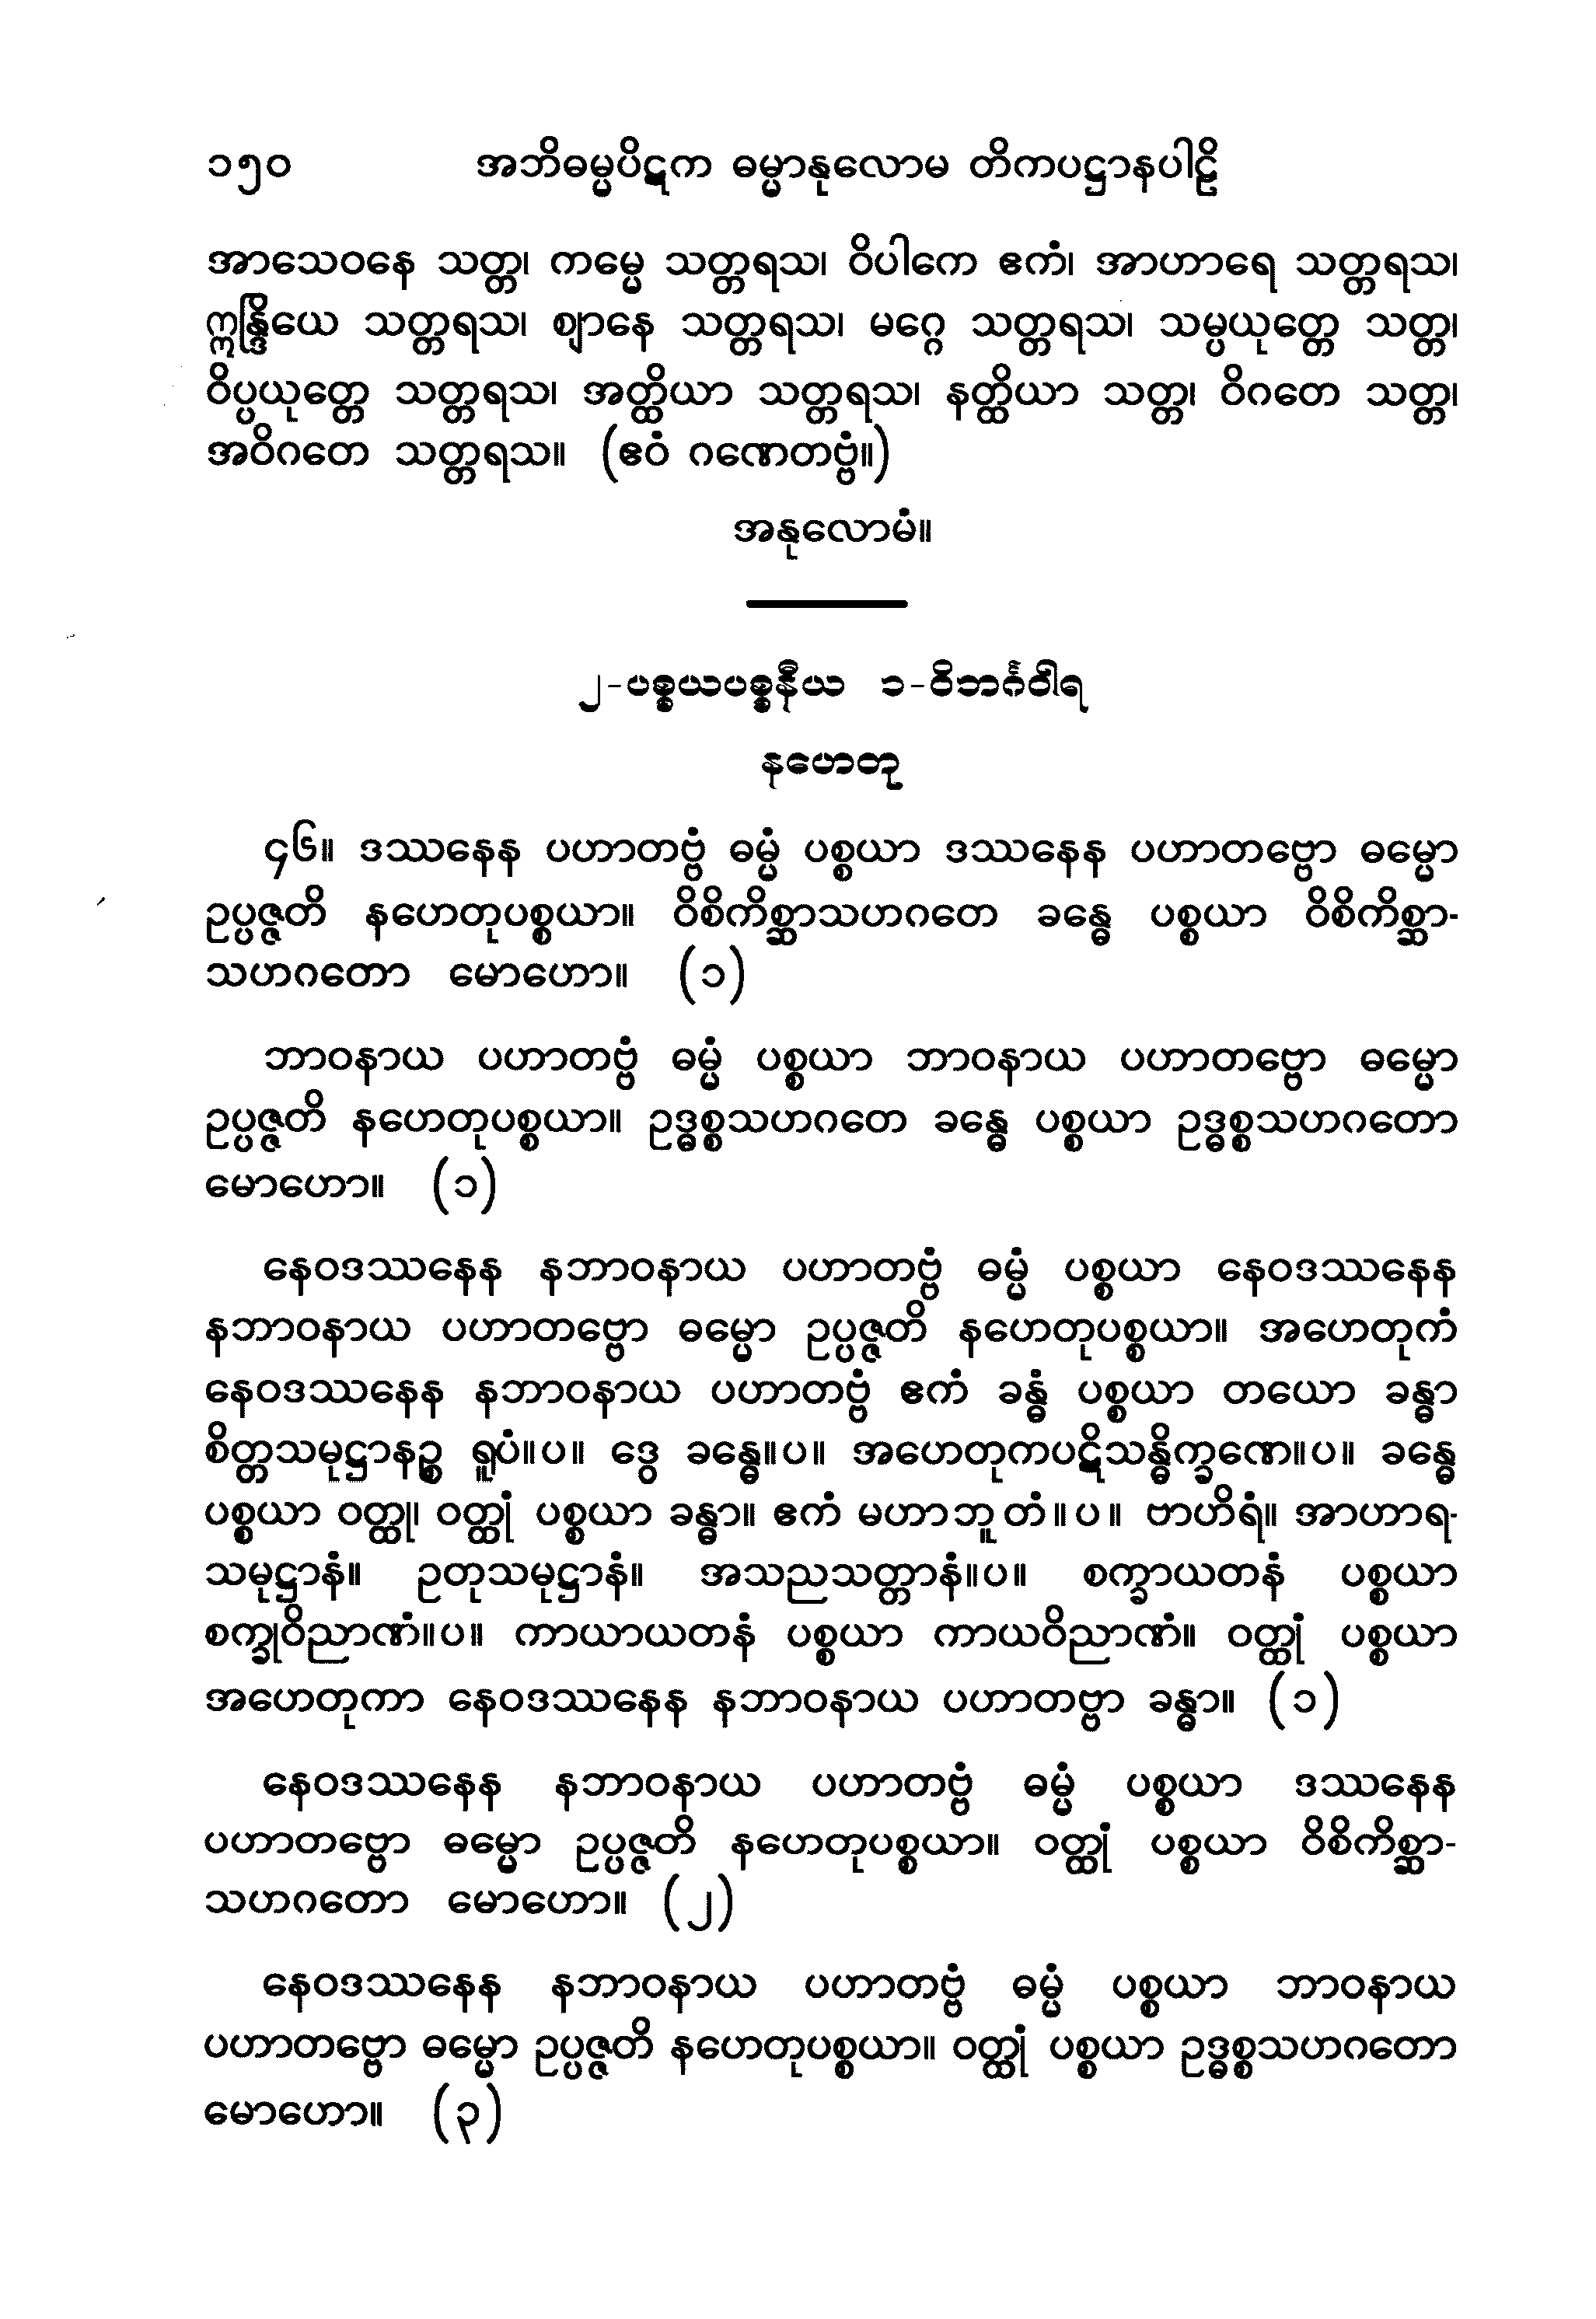 ၁၅၀ အဘိဓမ္မပိဋက ဓမ္မာနုလောမ တိကပဋ္ဌာနပါဠိ
အာသေဝနေ သတ္တ၊ ကမ္မေ သတ္တရသ၊ ဝိပါကေ ဧကံ၊ အာဟာရေ သတ္တရသ၊
ဣန္ဒြိယေ သတ္တရသ၊ ဈာနေ သတ္တရသ၊ မဂ္ဂေ သတ္တရသ၊ သမ္ပယုတ္တေ သတ္တ၊
ဝိပ္ပယုတ္တေ သတ္တရသ၊ အတ္ထိယာ သတ္တရသ၊ နတ္ထိယာ သတ္တ၊ ဝိဂတေ သတ္တ၊
အဝိဂတေ သတ္တရသ။ (ဧဝံ ဂဏေတဗ္ဗံ။)
အနုလောမံ။
၂-ပစ္စယပစ္စနီယ ၁-ဝိဘင်္ဂဝါရ
နဟေတု
၄၆။ ဒဿနေန ပဟာတဗ္ဗံ ဓမ္မံ ပစ္စယာ ဒဿနေန ပဟာတဗ္ဗော ဓမ္မော
ဥပ္ပဇ္ဇတိ နဟေတုပစ္စယာ။ ဝိစိကိစ္ဆာသဟဂတေ ခန္ဓေ ပစ္စယာ ဝိစိကိစ္ဆာ-
သဟဂတော မောဟော။ (၁)
ဘာဝနာယ ပဟာတဗ္ဗံ ဓမ္မံ ပစ္စယာ ဘာဝနာယ ပဟာတဗ္ဗော ဓမ္မော
ဥပ္ပဇ္ဇတိ နဟေတုပစ္စယာ။ ဥဒ္ဓစ္စသဟဂတေ ခန္ဓေ ပစ္စယာ ဥဒ္ဓစ္စသဟဂတော
မောဟော။ (၁)
နေဝဒဿနေန နဘာဝနာယ ပဟာတဗ္ဗံ ဓမ္မံ ပစ္စယာ နေဝဒဿနေန
နဘာဝနာယ ပဟာတဗ္ဗော ဓမ္မော ဥပ္ပဇ္ဇတိ နဟေတုပစ္စယာ။ အဟေတုကံ
နေဝဒဿနေန နဘာဝနာယ ပဟာတဗ္ဗံ ဧကံ ခန္ဓံ ပစ္စယာ တယော ခန္ဓာ
စိတ္တသမုဋ္ဌာနဉ္စ ရူပံ။ပ။ ဒွေ ခန္ဓေ။ပ။ အဟေတုကပဋိသန္ဓိက္ခဏေ။ပ။ ခန္ဓေ
ပစ္စယာ ဝတ္ထု၊ ဝတ္ထုံ ပစ္စယာ ခန္ဓာ။ ဧကံ မဟာဘူတံ။ပ။ ဗာဟိရံ။ အာဟာရ-
သမုဋ္ဌာနံ။ ဥတုသမုဋ္ဌာနံ။ အသညသတ္တာနံ။ပ။ စက္ခာယတနံ ပစ္စယာ
စက္ခုဝိညာဏံ။ပ။ ကာယာယတနံ ပစ္စယာ ကာယဝိညာဏံ။ ဝတ္ထုံ ပစ္စယာ
အဟေတုကာ နေဝဒဿနေန နဘာဝနာယ ပဟာတဗ္ဗာ ခန္ဓာ။ (၁)
နေဝဒဿနေန နဘာဝနာယ ပဟာတဗ္ဗံ ဓမ္မံ ပစ္စယာ ဒဿနေန
ပဟာတဗ္ဗော ဓမ္မော ဥပ္ပဇ္ဇတိ နဟေတုပစ္စယာ။ ဝတ္ထုံ ပစ္စယာ ဝိစိကိစ္ဆာ-
သဟဂတော မောဟော။ (၂)
နေဝဒဿနေန နဘာဝနာယ ပဟာတဗ္ဗံ ဓမ္မံ ပစ္စယာ ဘာဝနာယ
ပဟာတဗ္ဗော ဓမ္မော ဥပ္ပဇ္ဇတိ နဟေတုပစ္စယာ။ ဝတ္ထုံ ပစ္စယာ ဥဒ္ဓစ္စသဟဂတော
မောဟော။ (၃)